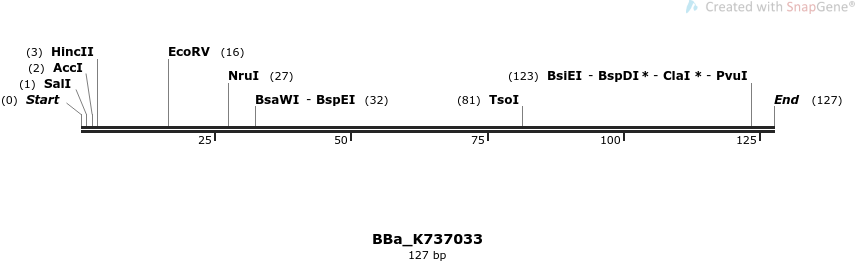 Created with SnapGene®
(3) HincII
EcoRV (16)
(2) AccI
NruI (27)
(123) BsiEI - BspDI * - ClaI * - PvuI
(1) SalI
(0) Start
BsaWI - BspEI (32)
(81) TsoI
End (127)
25
50
75
100
125
BBa_K737033
127 bp